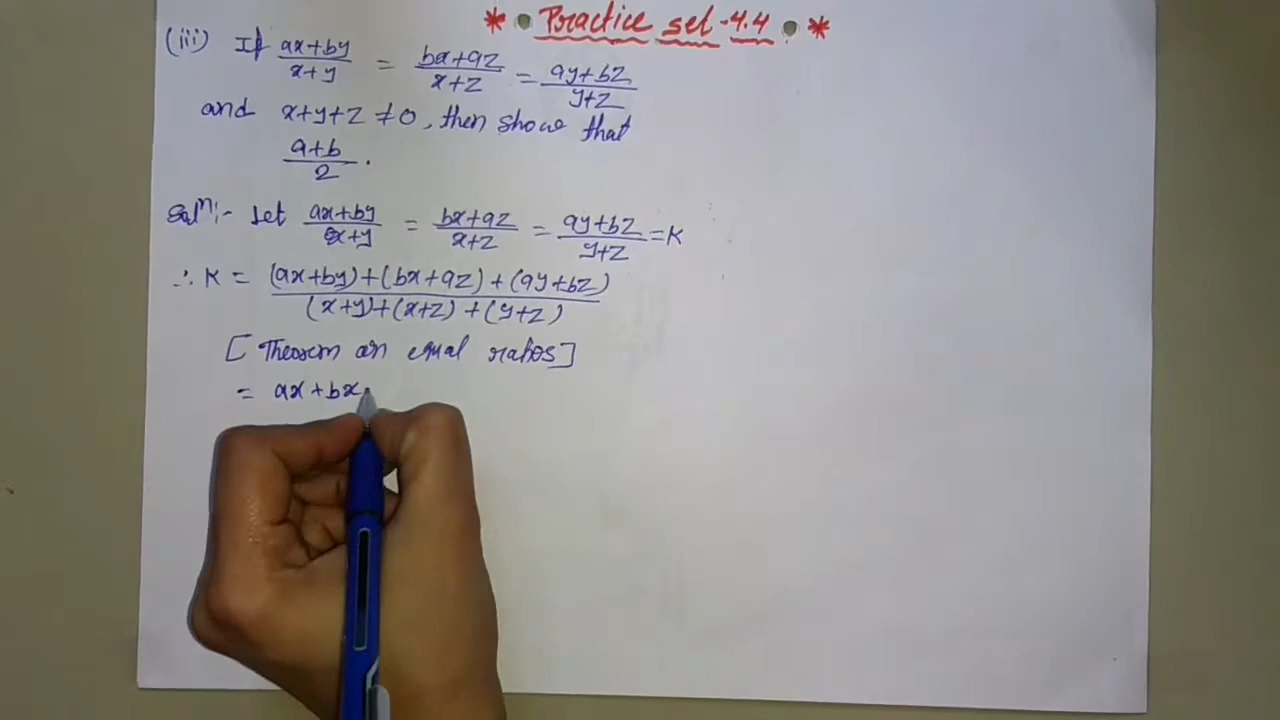 * • Practice set-4.4 • *
(iii) If ax+by/x+y = bx+az/x+z = ay+bz/y+z
and x+y+z ≠0, then show that
a+b/2 .
Solⁿ:- Let ax+by/x+y = bx+az/x+z = ay+bz/y+z = K
∴ K = (ax+by)+(bx+az)+(ay+bz)/(x+y)+(x+z)+(y+z)
[Theorem on equal ratios]
= ax+bx